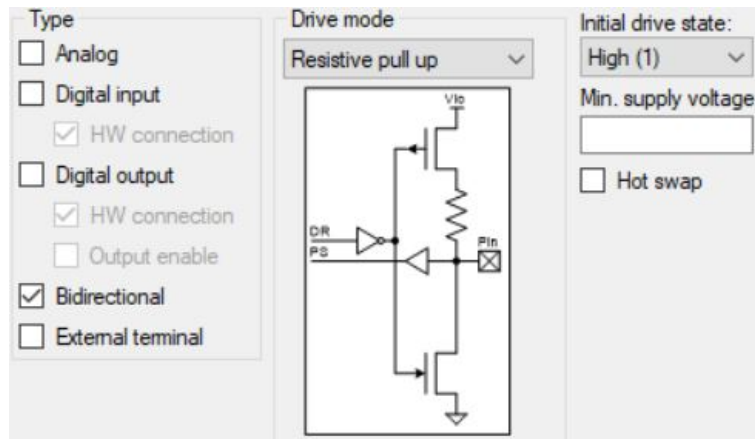 Type
Analog
Digital input
HW connection
Digital output
HW connection
Output enable
Bidirectional
External terminal
Drive mode
Resistive pull up
Vio
DR
PS
Pin
Initial drive state:
High (1)
Min. supply voltage
Hot swap